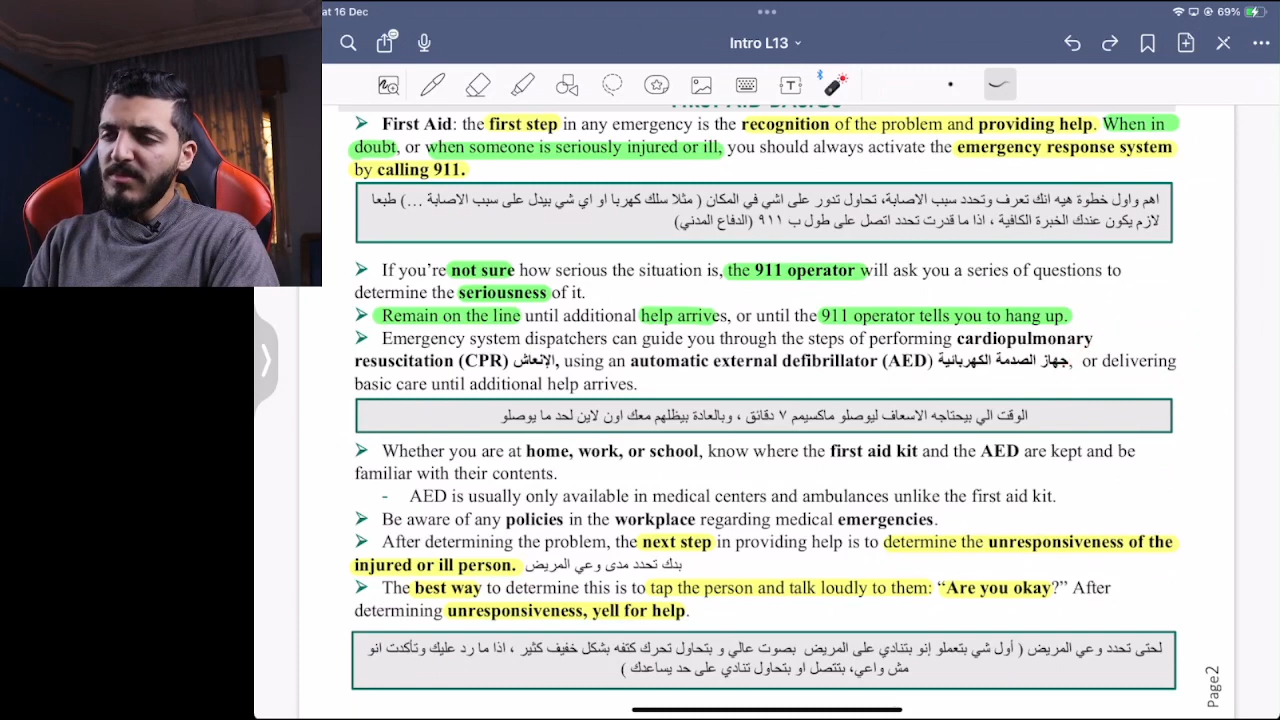 at 16 Dec
69%
Intro L13
FIRST AID BASICS
➤ First Aid: the first step in any emergency is the recognition of the problem and providing help. When in
doubt, or when someone is seriously injured or ill, you should always activate the emergency response system
by calling 911.
اهم واول خطوة هيه انك تعرف وتحدد سبب الاصابة، تحاول تدور على اشي في المكان ( مثلا سلك كهربا او اي شي بيدل على سبب الاصابة ...) طبعا
لازم يكون عندك الخبرة الكافية ، اذا ما قدرت تحدد اتصل على طول ب ٩١١ (الدفاع المدني)
➤ If you're not sure how serious the situation is, the 911 operator will ask you a series of questions to
determine the seriousness of it.
➤ Remain on the line until additional help arrives, or until the 911 operator tells you to hang up.
➤ Emergency system dispatchers can guide you through the steps of performing cardiopulmonary
resuscitation (CPR) الإنعاش, using an automatic external defibrillator (AED) جهاز الصدمة الكهربائية, or delivering
basic care until additional help arrives.
الوقت الي بيحتاجه الاسعاف ليوصلو ماكسيمم ٧ دقائق ، وبالعادة بيظلهم معك اون لاين لحد ما يوصلو
➤ Whether you are at home, work, or school, know where the first aid kit and the AED are kept and be
familiar with their contents.
- AED is usually only available in medical centers and ambulances unlike the first aid kit.
➤ Be aware of any policies in the workplace regarding medical emergencies.
➤ After determining the problem, the next step in providing help is to determine the unresponsiveness of the
injured or ill person. بدك تحدد مدى وعي المريض
➤ The best way to determine this is to tap the person and talk loudly to them: “Are you okay?” After
determining unresponsiveness, yell for help.
لحتى تحدد وعي المريض ( أول شي بتعملو إنو بتنادي على المريض بصوت عالي و بتحاول تحرك كتفه بشكل خفيف كثير ، اذا ما رد عليك وتأكدت انو
مش واعي، بتتصل او بتحاول تنادي على حد يساعدك )
Page2